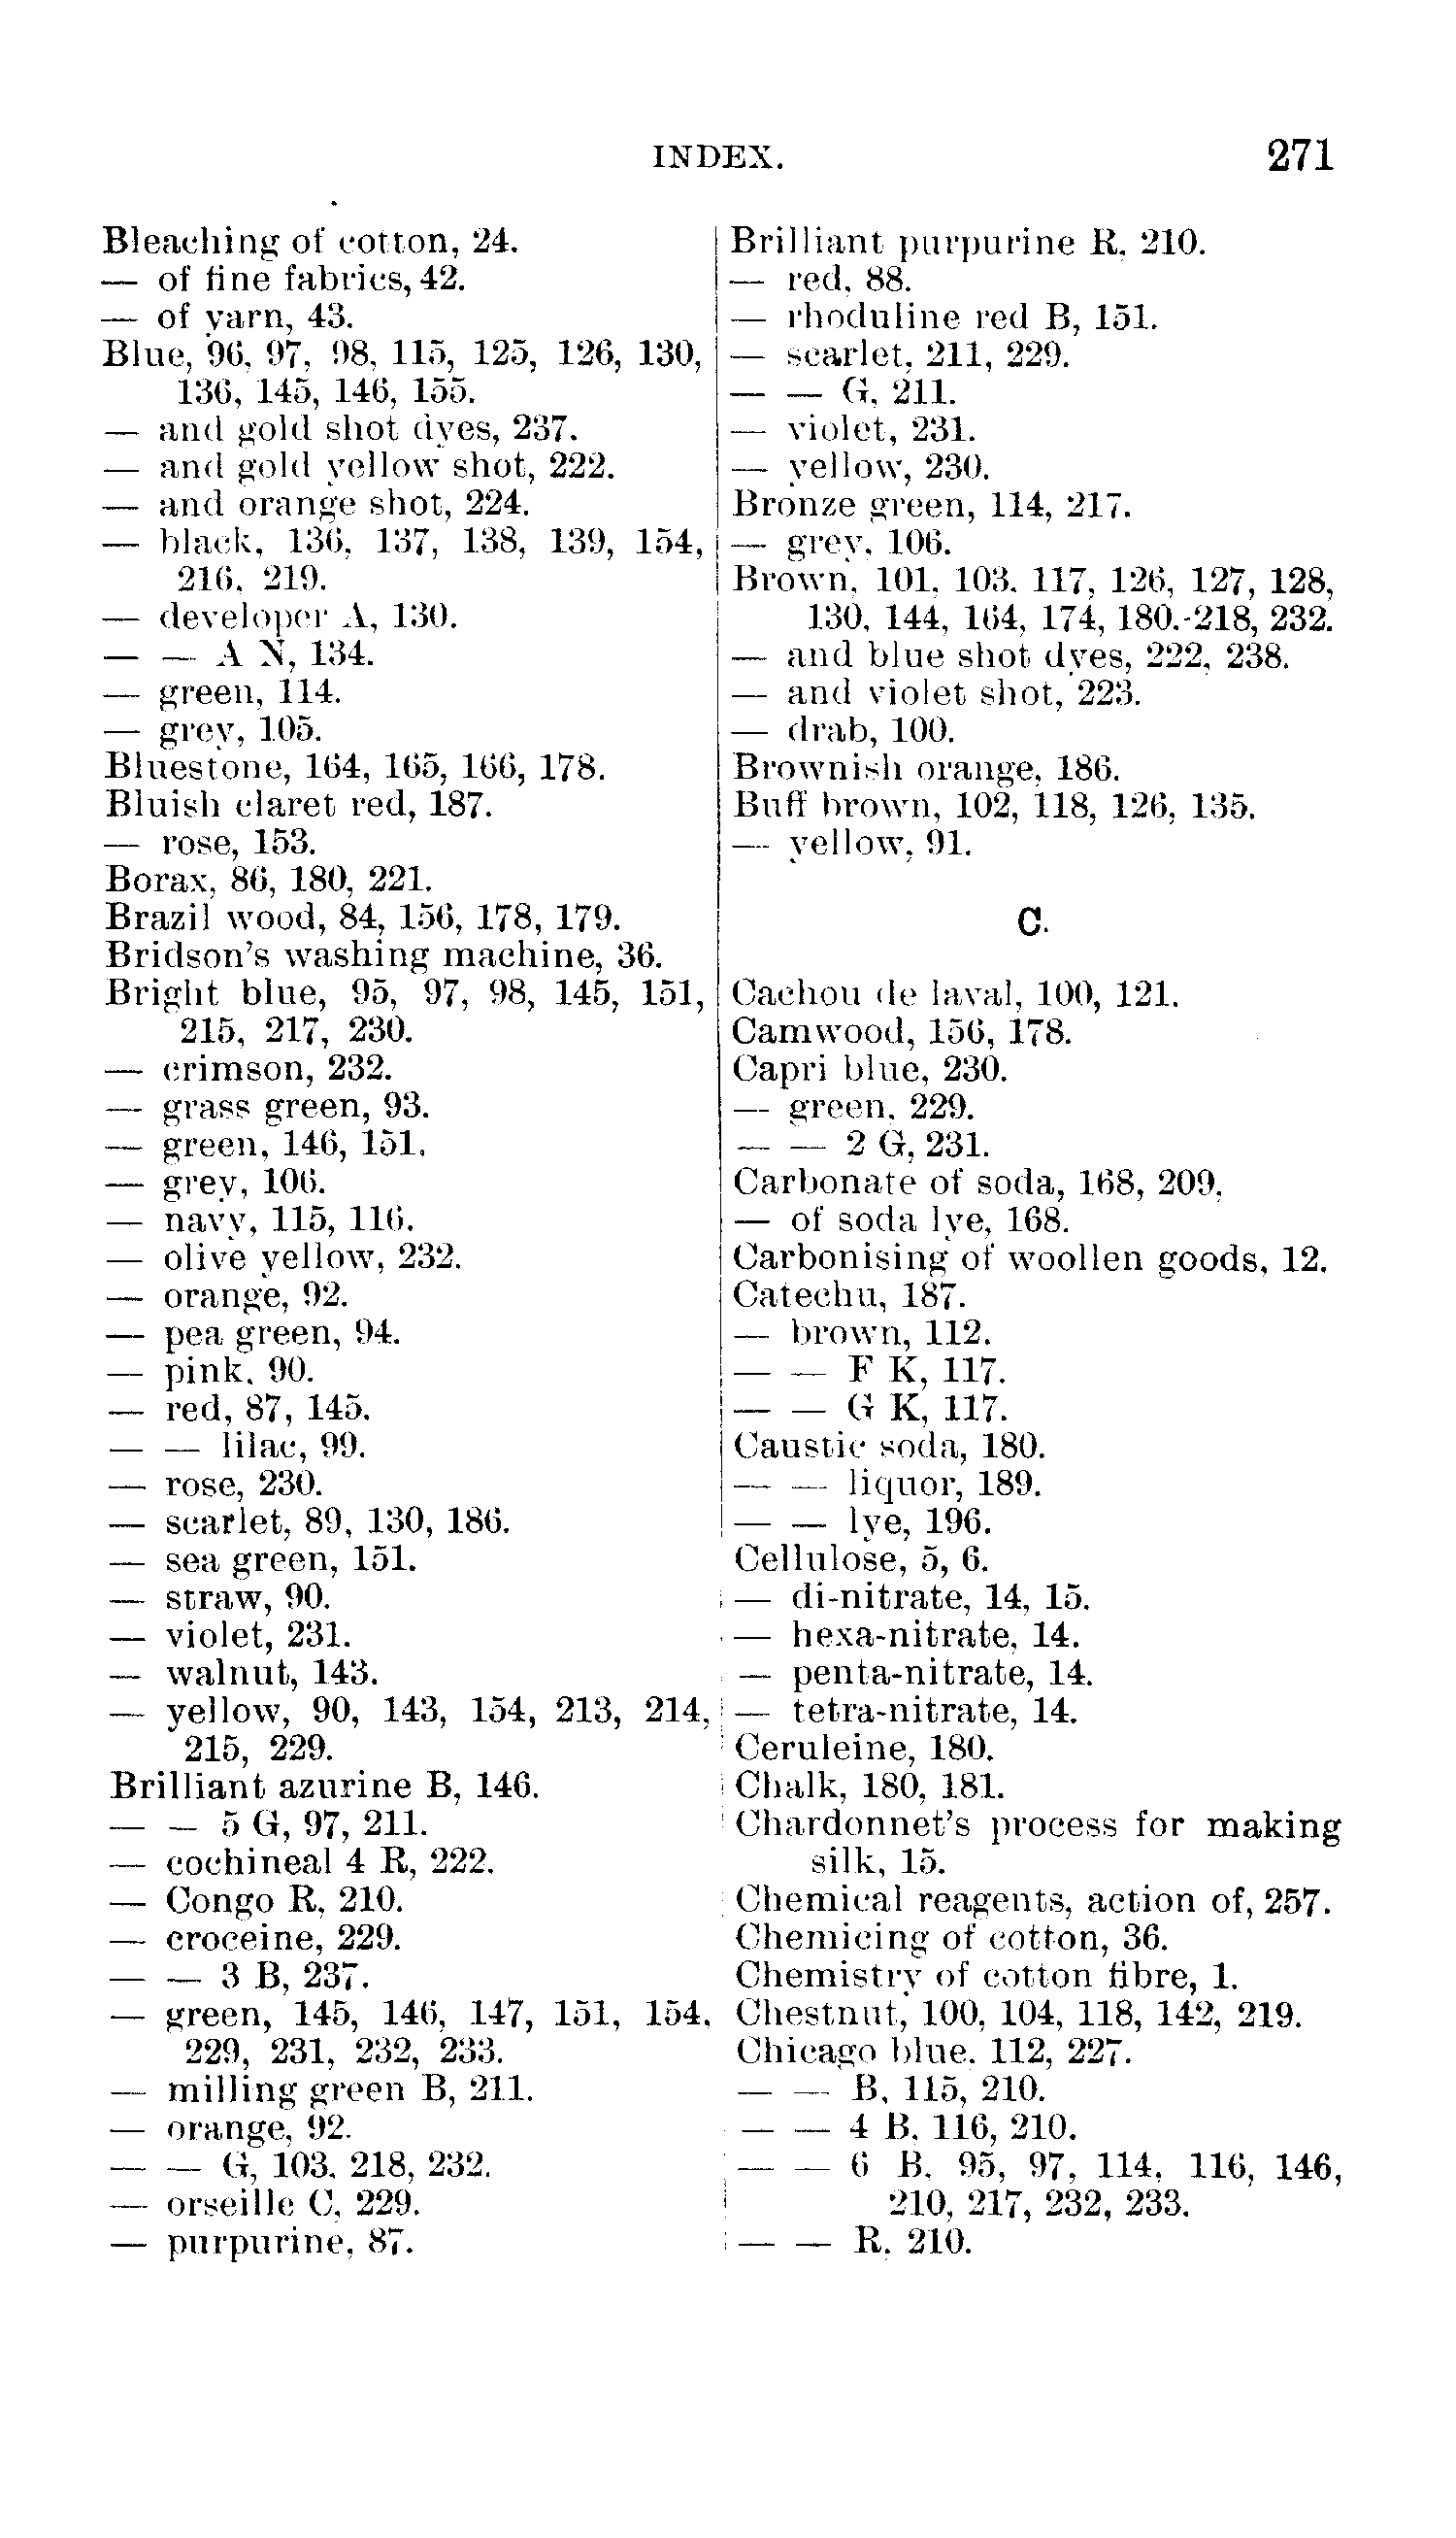 INDEX. 271
Bleaching of cotton, 24.
— of fine fabrics, 42.
— of yarn, 43.
Blue, 96, 97, 98, 115, 125, 126, 130,
136, 145, 146, 155.
— and gold shot dyes, 237.
— and gold yellow shot, 222.
— and orange shot, 224.
— black, 136, 137, 138, 139, 154,
216, 219.
— developer A, 130.
— — A N, 134.
— green, 114.
— grey, 105.
Bluestone, 164, 165, 166, 178.
Bluish claret red, 187.
— rose, 153.
Borax, 86, 180, 221.
Brazil wood, 84, 156, 178, 179.
Bridson's washing machine, 36.
Bright blue, 95, 97, 98, 145, 151,
215, 217, 230.
— crimson, 232.
— grass green, 93.
— green, 146, 151.
— grey, 106.
— navy, 115, 116.
— olive yellow, 232.
— orange, 92.
— pea green, 94.
— pink, 90.
— red, 87, 145.
— — lilac, 99.
— rose, 230.
— scarlet, 89, 130, 186.
— sea green, 151.
— straw, 90.
— violet, 231.
— walnut, 143.
— yellow, 90, 143, 154, 213, 214,
215, 229.
Brilliant azurine B, 146.
— — 5 G, 97, 211.
— cochineal 4 R, 222.
— Congo R, 210.
— croceine, 229.
— — 3 B, 237.
— green, 145, 146, 147, 151, 154,
229, 231, 232, 233.
— milling green B, 211.
— orange, 92.
— — G, 103, 218, 232.
— orseille C, 229.
— purpurine, 87.
Brilliant purpurine R, 210.
— red, 88.
— rhoduline red B, 151.
— scarlet, 211, 229.
— — G, 211.
— violet, 231.
— yellow, 230.
Bronze green, 114, 217.
— grey, 106.
Brown, 101, 103, 117, 126, 127, 128,
130, 144, 164, 174, 180.-218, 232.
— and blue shot dyes, 222, 238.
— and violet shot, 223.
— drab, 100.
Brownish orange, 186.
Buff brown, 102, 118, 126, 135.
— yellow, 91.
C.
Cachou de laval, 100, 121.
Camwood, 156, 178.
Capri blue, 230.
— green, 229.
— — 2 G, 231.
Carbonate of soda, 168, 209.
— of soda lye, 168.
Carbonising of woollen goods, 12.
Catechu, 187.
— brown, 112.
— — F K, 117.
— — G K, 117.
Caustic soda, 180.
— — liquor, 189.
— — lye, 196.
Cellulose, 5, 6.
— di-nitrate, 14, 15.
— hexa-nitrate, 14.
— penta-nitrate, 14.
— tetra-nitrate, 14.
Ceruleine, 180.
Chalk, 180, 181.
Chardonnet's process for making
silk, 15.
Chemical reagents, action of, 257.
Chemicing of cotton, 36.
Chemistry of cotton fibre, 1.
Chestnut, 100, 104, 118, 142, 219.
Chicago blue, 112, 227.
— — B, 115, 210.
— — 4 B, 116, 210.
— — 6 B, 95, 97, 114, 116, 146,
210, 217, 232, 233.
— — R, 210.